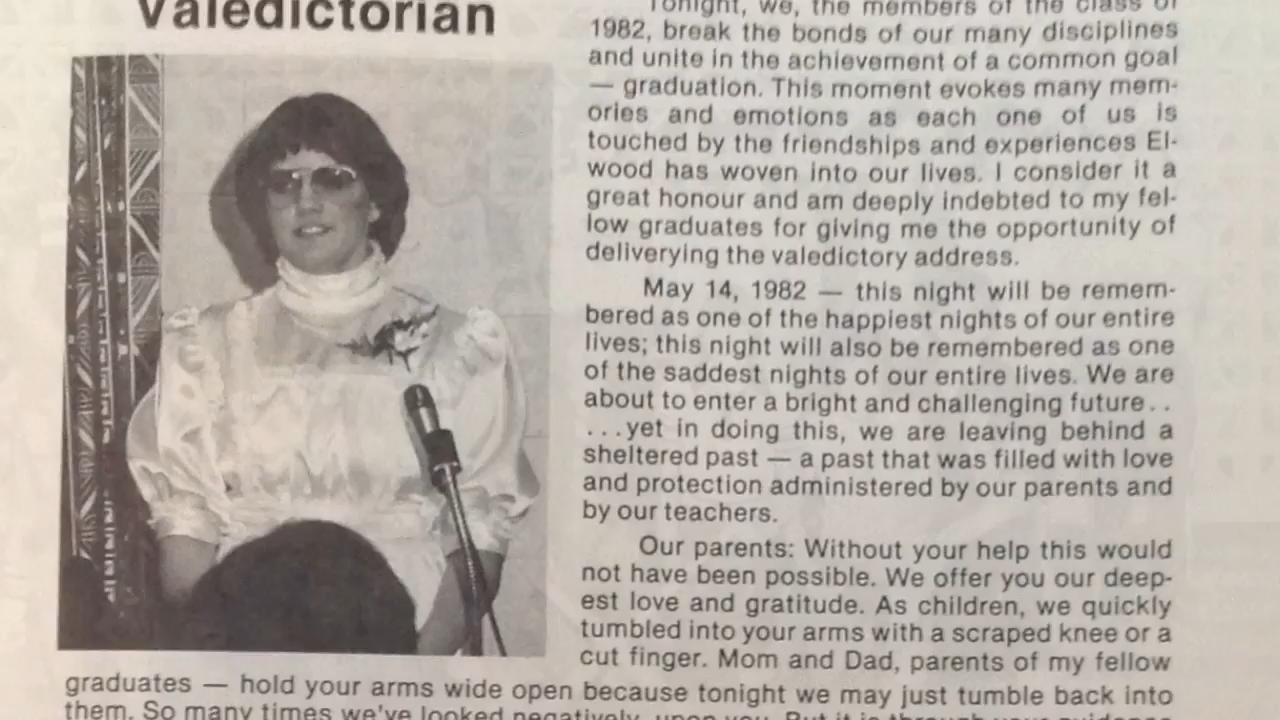 Valedictorian
Tonight, we, the members of the class of
1982, break the bonds of our many disciplines
and unite in the achievement of a common goal
— graduation. This moment evokes many mem-
ories and emotions as each one of us is
touched by the friendships and experiences El-
wood has woven into our lives. I consider it a
great honour and am deeply indebted to my fel-
low graduates for giving me the opportunity of
deliverying the valedictory address.
May 14, 1982 — this night will be remem-
bered as one of the happiest nights of our entire
lives; this night will also be remembered as one
of the saddest nights of our entire lives. We are
about to enter a bright and challenging future . .
. . . yet in doing this, we are leaving behind a
sheltered past — a past that was filled with love
and protection administered by our parents and
by our teachers.
Our parents: Without your help this would
not have been possible. We offer you our deep-
est love and gratitude. As children, we quickly
tumbled into your arms with a scraped knee or a
cut finger. Mom and Dad, parents of my fellow
graduates — hold your arms wide open because tonight we may just tumble back into
them. So many times we've looked negatively, upon you. But it is through your guidance